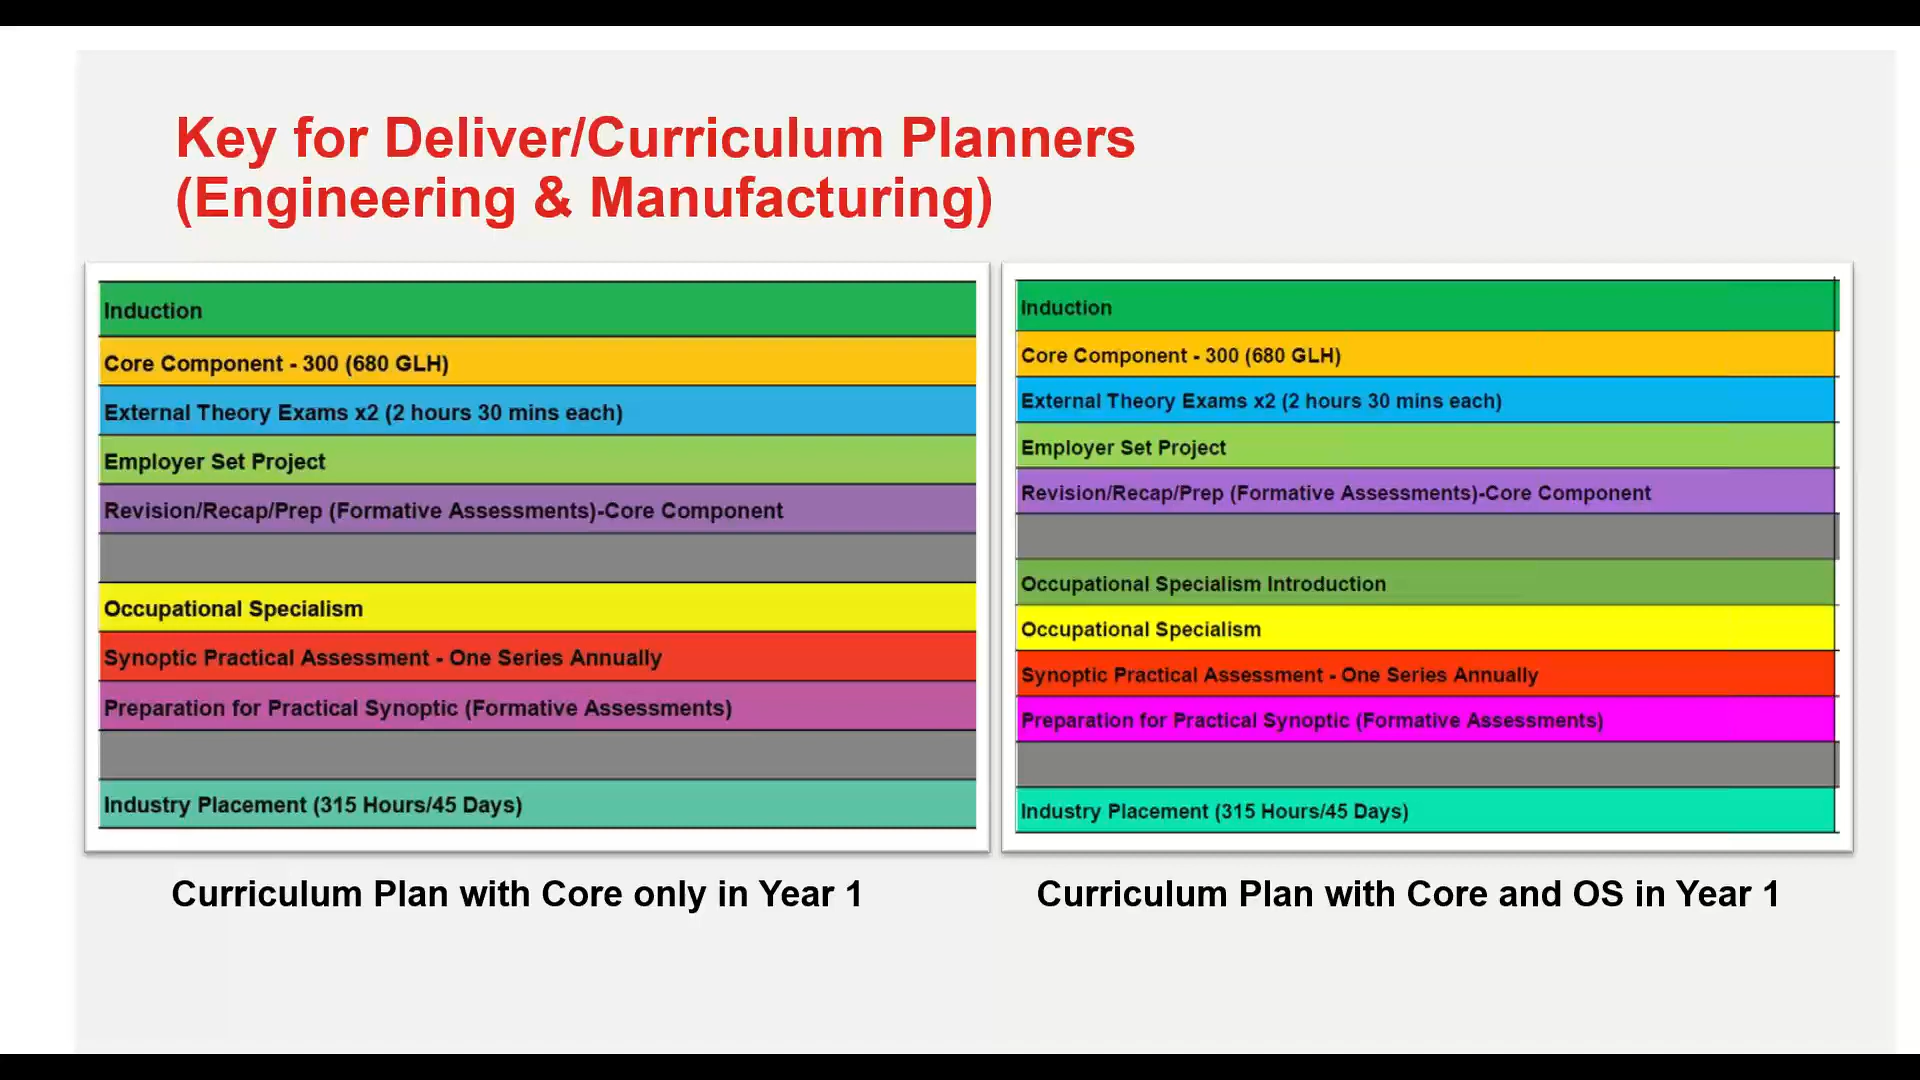 Key for Deliver/Curriculum Planners
(Engineering & Manufacturing)
Induction
Core Component - 300 (680 GLH)
External Theory Exams x2 (2 hours 30 mins each)
Employer Set Project
Revision/Recap/Prep (Formative Assessments)-Core Component
Occupational Specialism
Synoptic Practical Assessment - One Series Annually
Preparation for Practical Synoptic (Formative Assessments)
Industry Placement (315 Hours/45 Days)
Curriculum Plan with Core only in Year 1
Induction
Core Component - 300 (680 GLH)
External Theory Exams x2 (2 hours 30 mins each)
Employer Set Project
Revision/Recap/Prep (Formative Assessments)-Core Component
Occupational Specialism Introduction
Occupational Specialism
Synoptic Practical Assessment - One Series Annually
Preparation for Practical Synoptic (Formative Assessments)
Industry Placement (315 Hours/45 Days)
Curriculum Plan with Core and OS in Year 1